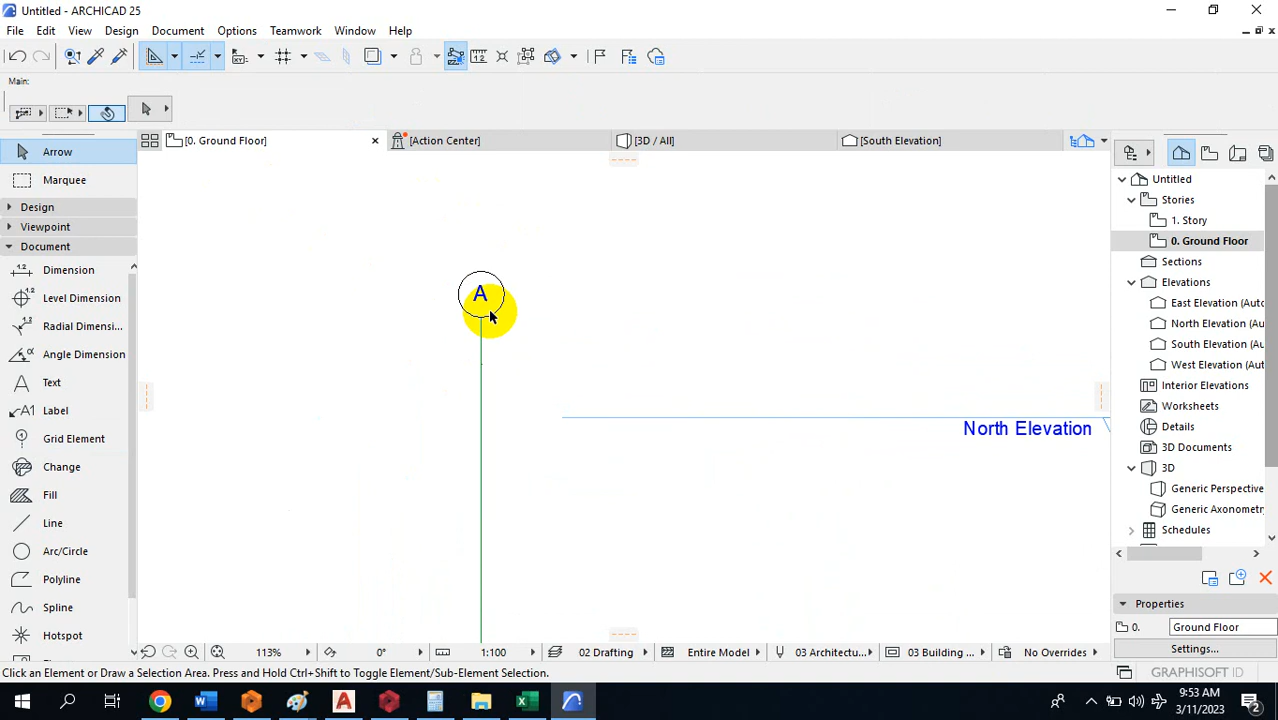 Untitled - ARCHICAD 25
File Edit View Design Document Options Teamwork Window Help
Main:
[0. Ground Floor] [Action Center] [3D / All] [South Elevation]
Arrow
Marquee
Design
Viewpoint
Document
Dimension
Level Dimension
Radial Dimensi...
Angle Dimension
Text
Label
Grid Element
Change
Fill
Line
Arc/Circle
Polyline
Spline
Hotspot
A
North Elevation
Untitled
Stories
1. Story
0. Ground Floor
Sections
Elevations
East Elevation (Aut
North Elevation (Aut
South Elevation (Aut
West Elevation (Aut
Interior Elevations
Worksheets
Details
3D Documents
3D
Generic Perspective
Generic Axonometry
Schedules
Properties
0. Ground Floor
Settings...
113% 0° 1:100 02 Drafting Entire Model 03 Architectu... 03 Building ... No Overrides
Click an Element or Draw a Selection Area. Press and Hold Ctrl+Shift to Toggle Element/Sub-Element Selection.
GRAPHISOFT ID
9:53 AM
3/11/2023
2